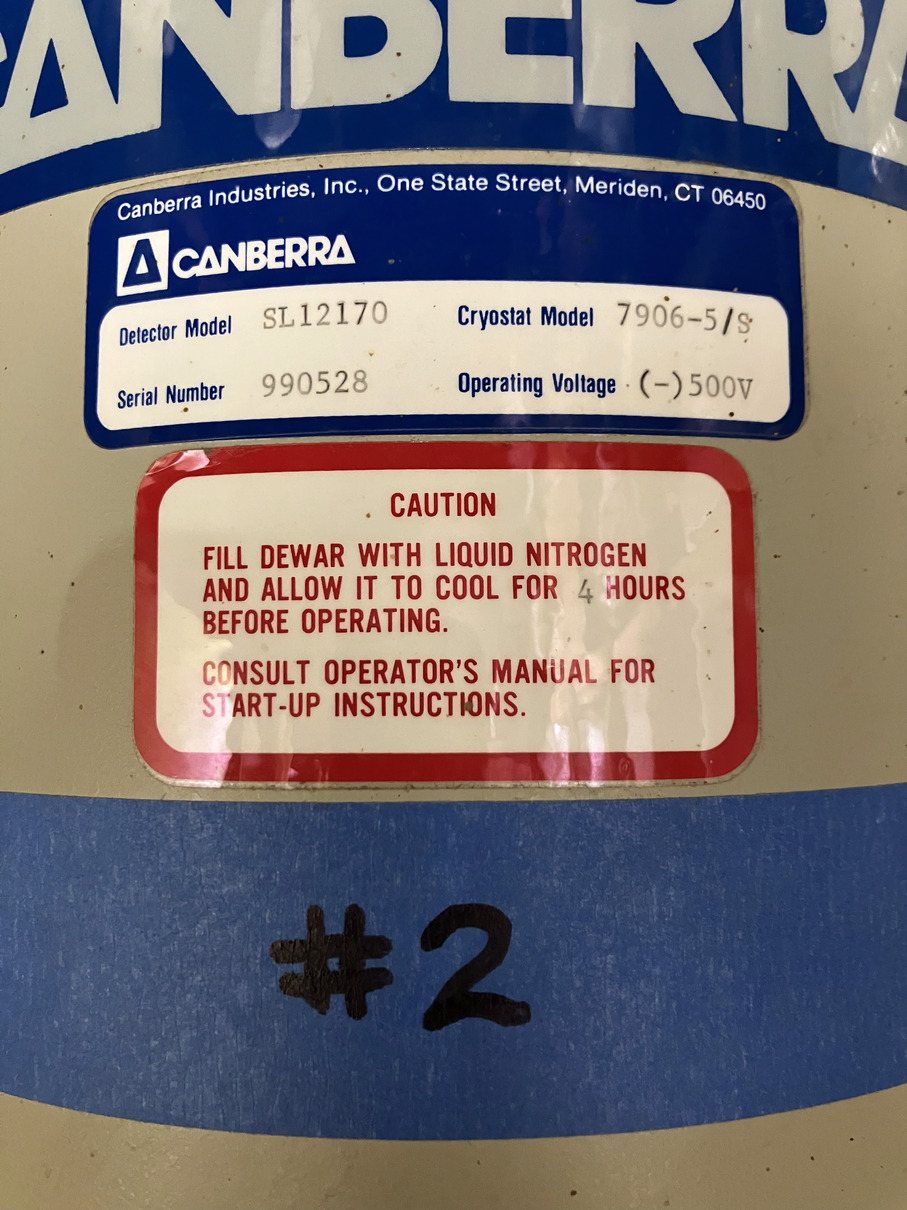 CANBERRA
Canberra Industries, Inc., One State Street, Meriden, CT 06450
CANBERRA
Detector Model SL12170 Cryostat Model 7906-5/S
Serial Number 990528 Operating Voltage (-)500V
CAUTION
FILL DEWAR WITH LIQUID NITROGEN
AND ALLOW IT TO COOL FOR 4 HOURS
BEFORE OPERATING.
CONSULT OPERATOR'S MANUAL FOR
START-UP INSTRUCTIONS.
#2